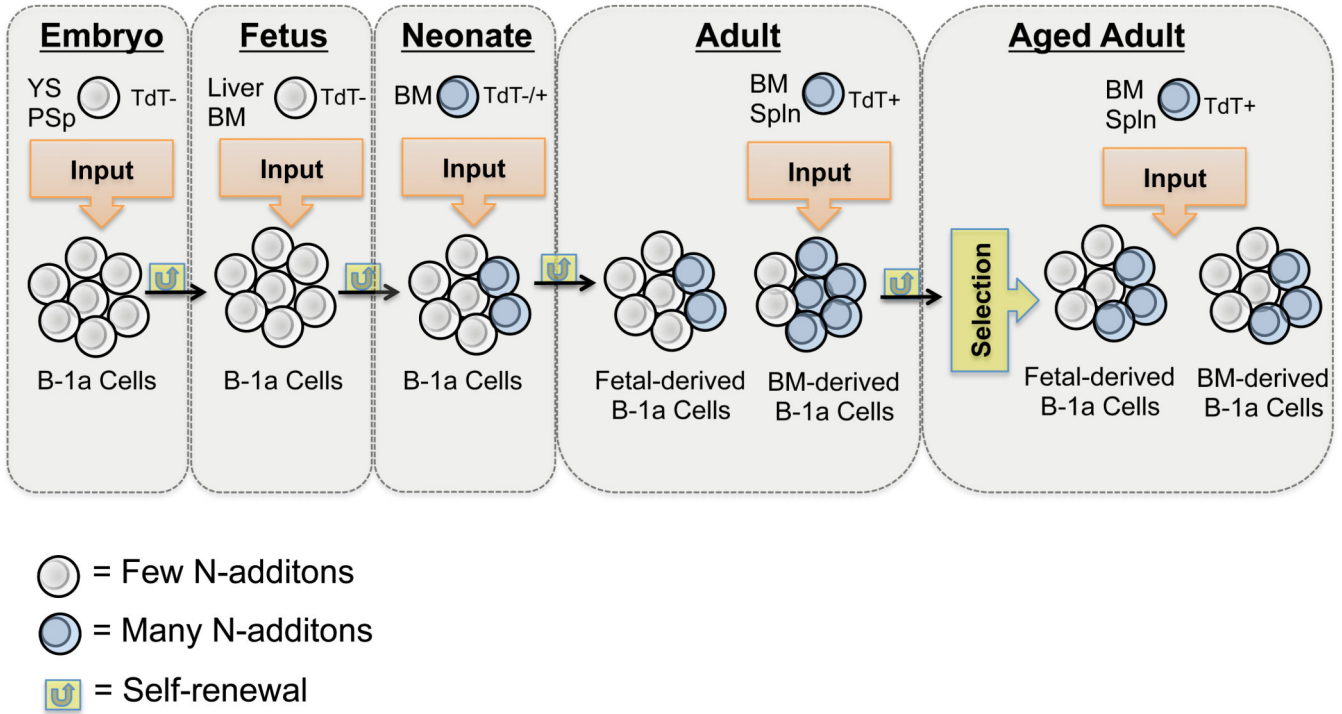 Embryo
YS
PSp
TdT-
Input
B-1a Cells
Fetus
Liver
BM
TdT-
Input
B-1a Cells
Neonate
BM
TdT-/+
Input
B-1a Cells
Adult
BM
Spln
TdT+
Input
Fetal-derived
B-1a Cells
BM-derived
B-1a Cells
Aged Adult
BM
Spln
TdT+
Input
Selection
Fetal-derived
B-1a Cells
BM-derived
B-1a Cells
= Few N-additons
= Many N-additons
= Self-renewal